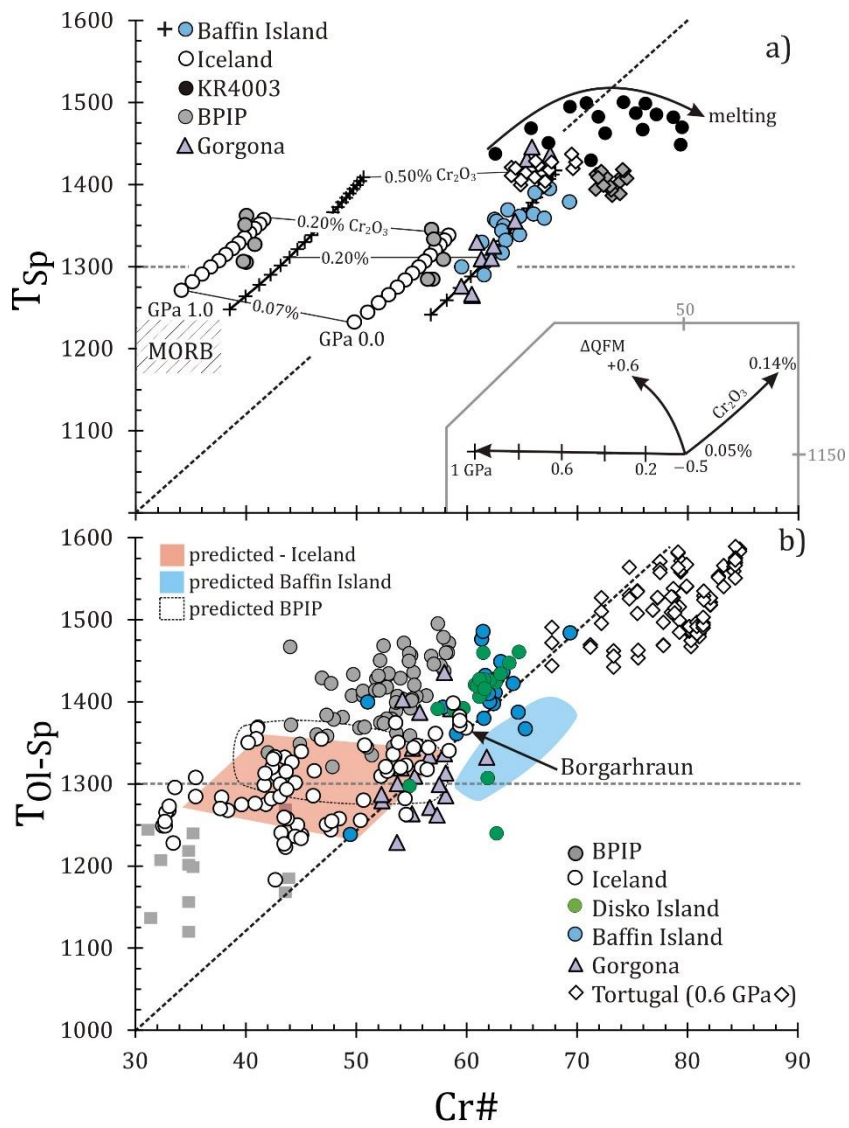 a)
Baffin Island
Iceland
KR4003
BPIP
Gorgona
melting
0.50% Cr₂O₃
0.20% Cr₂O₃
0.20%
0.07%
GPa 1.0
GPa 0.0
MORB
50
ΔQFM
+0.6
0.14%
Cr₂O₃
0.05%
−0.5
0.2
0.6
1 GPa
1150
1600
1500
1400
1300
1200
1100
T_Sp
b)
predicted - Iceland
predicted Baffin Island
predicted BPIP
Borgarhraun
BPIP
Iceland
Disko Island
Baffin Island
Gorgona
Tortugal (0.6 GPa ◇)
1600
1500
1400
1300
1200
1100
1000
T_Ol-Sp
30 40 50 60 70 80 90
Cr#